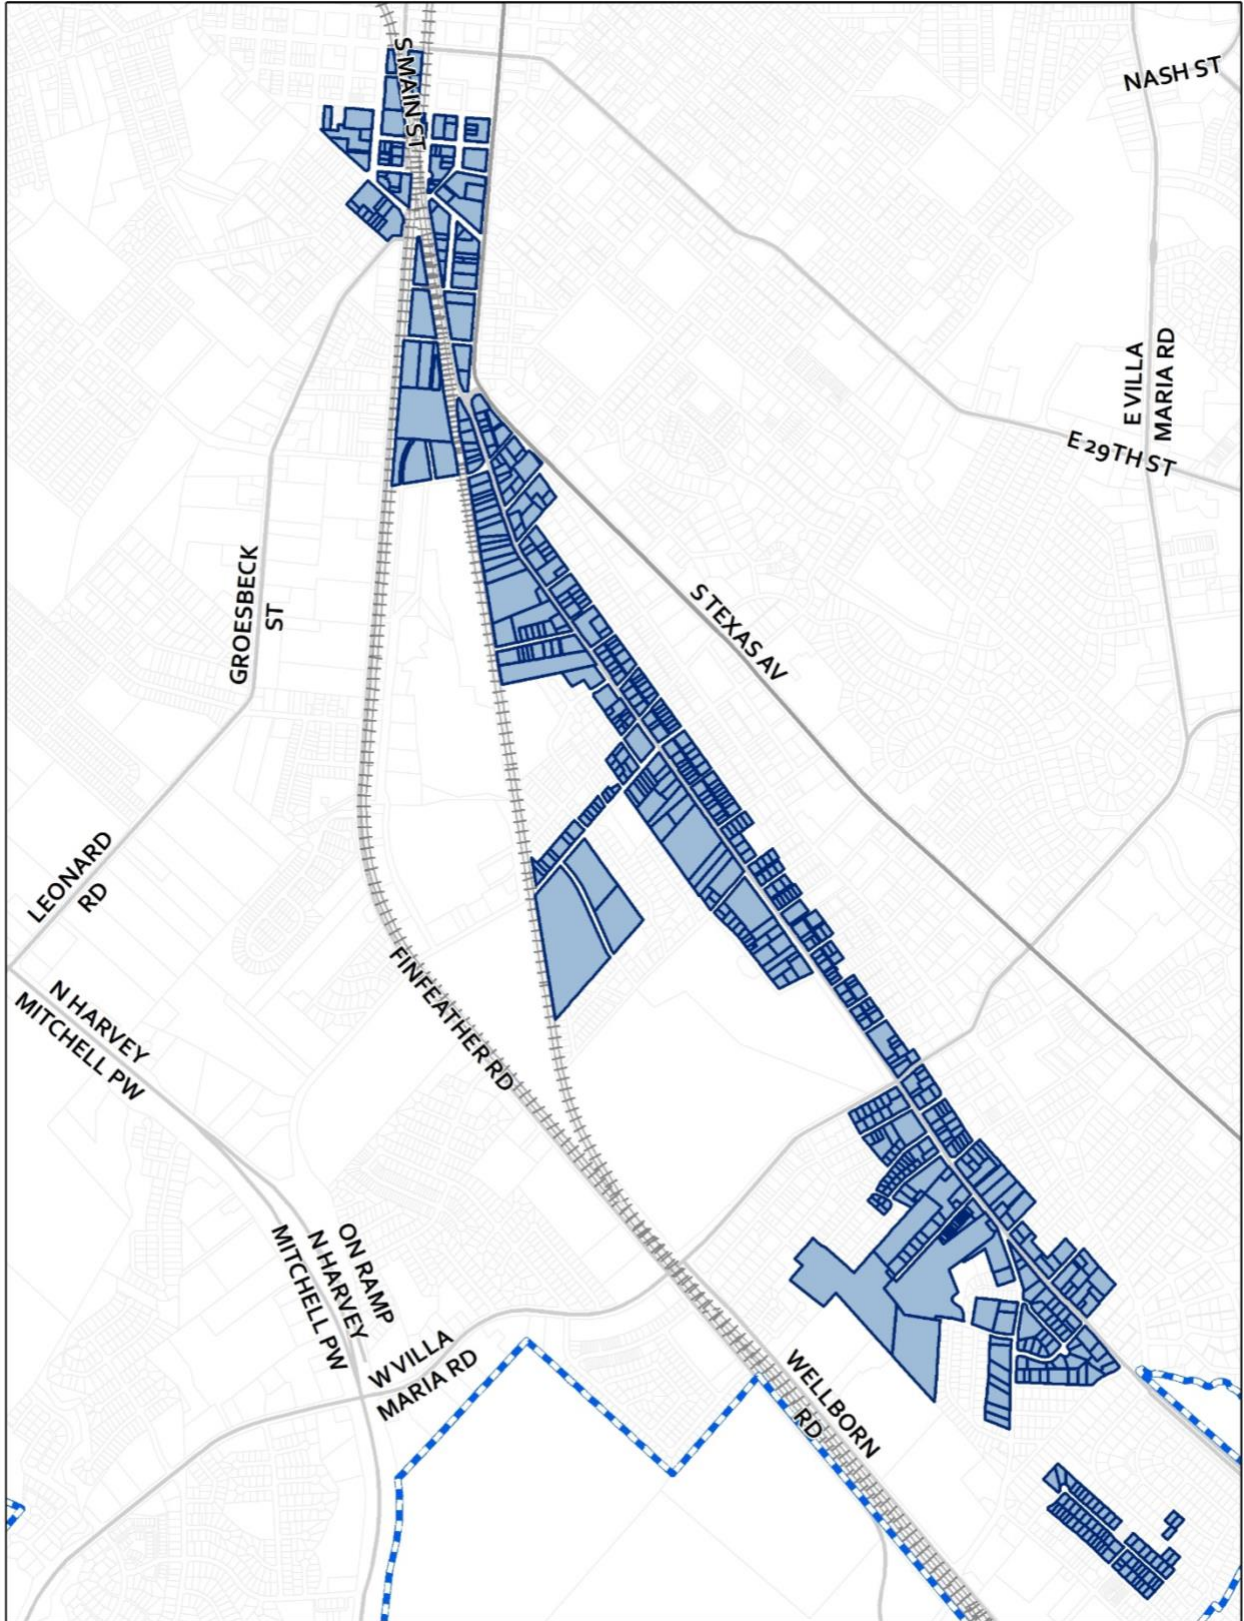 S MAIN ST
NASH ST
E VILLA
MARIA RD
E 29TH ST
GROESBECK
ST
S TEXAS AV
LEONARD
RD
FINFEATHER RD
N HARVEY
MITCHELL PW
ON RAMP
N HARVEY
MITCHELL PW
W VILLA
MARIA RD
WELLBORN
RD